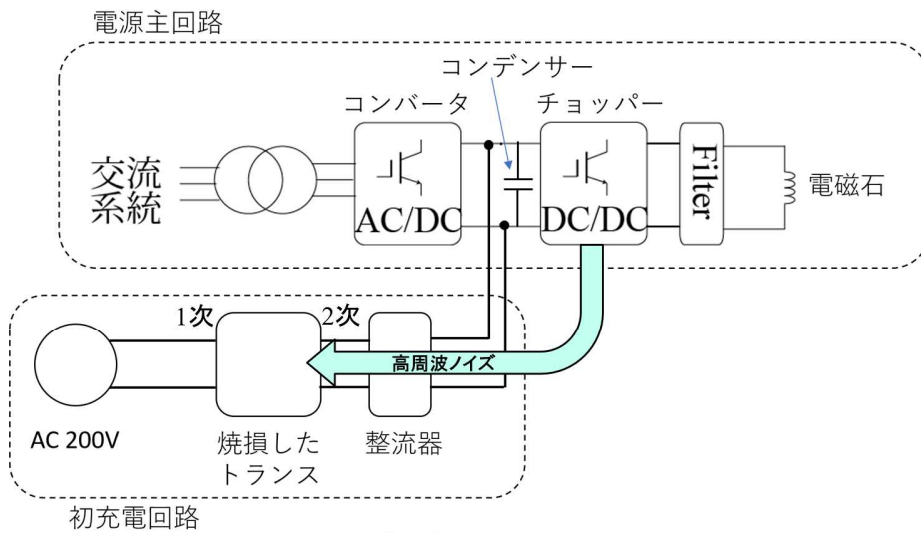 電源主回路
コンデンサー
コンバータ
チョッパー
交流
系統
AC/DC
DC/DC
Filter
電磁石
1次
2次
高周波ノイズ
AC 200V
焼損した
トランス
整流器
初充電回路